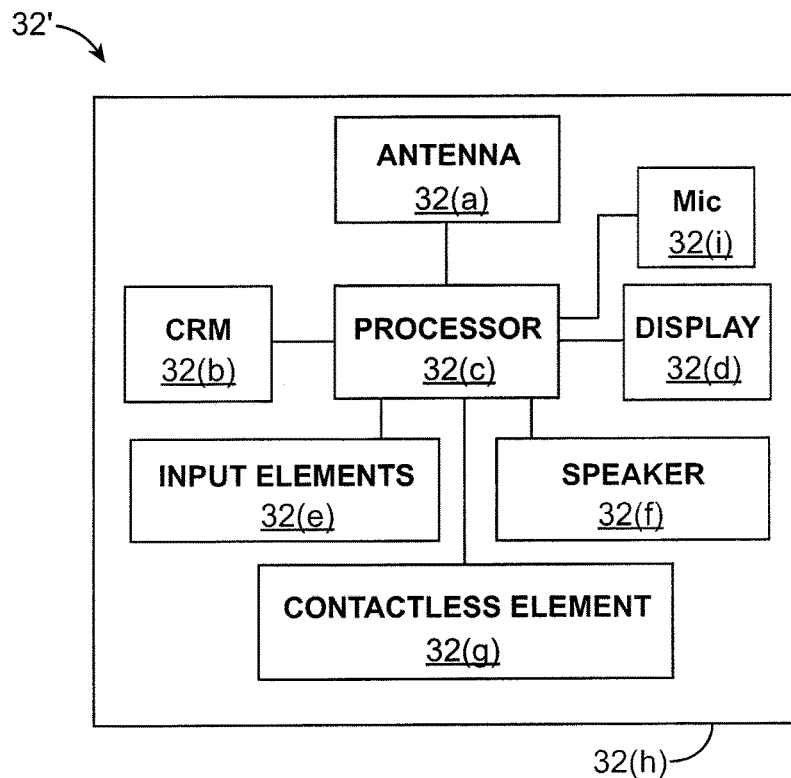 32'
ANTENNA
32(a)
Mic
32(i)
CRM
32(b)
PROCESSOR
32(c)
DISPLAY
32(d)
INPUT ELEMENTS
32(e)
SPEAKER
32(f)
CONTACTLESS ELEMENT
32(g)
32(h)